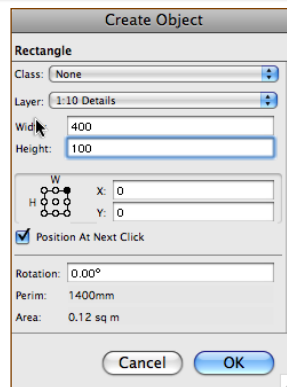 Create Object
Rectangle
Class: None
Layer: 1:10 Details
400
Height: 100
W
H
X: 0
Y: 0
Position At Next Click
Rotation: 0.00°
Perim: 1400mm
Area: 0.12 sq m
Cancel OK